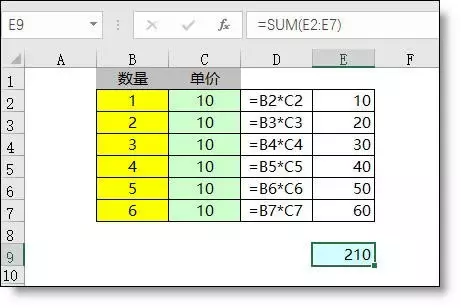 E9 fx =SUM(E2:E7)
A B C D E F
1 数量 单价
2 1 10 =B2*C2 10
3 2 10 =B3*C3 20
4 3 10 =B4*C4 30
5 4 10 =B5*C5 40
6 5 10 =B6*C6 50
7 6 10 =B7*C7 60
8
9 210
10